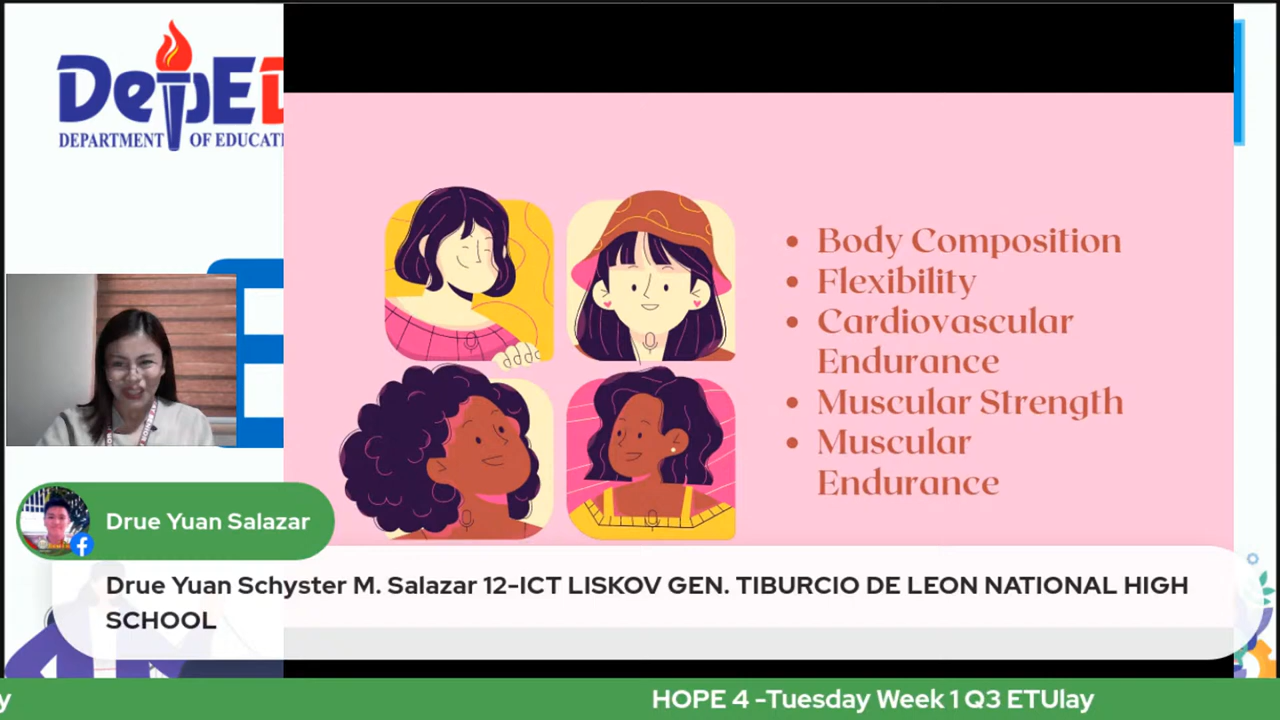 DepED
DEPARTMENT OF EDUCATI
• Body Composition
• Flexibility
• Cardiovascular
Endurance
• Muscular Strength
• Muscular
Endurance
Drue Yuan Salazar
Drue Yuan Schyster M. Salazar 12-ICT LISKOV GEN. TIBURCIO DE LEON NATIONAL HIGH
SCHOOL
y
HOPE 4 -Tuesday Week 1 Q3 ETUlay